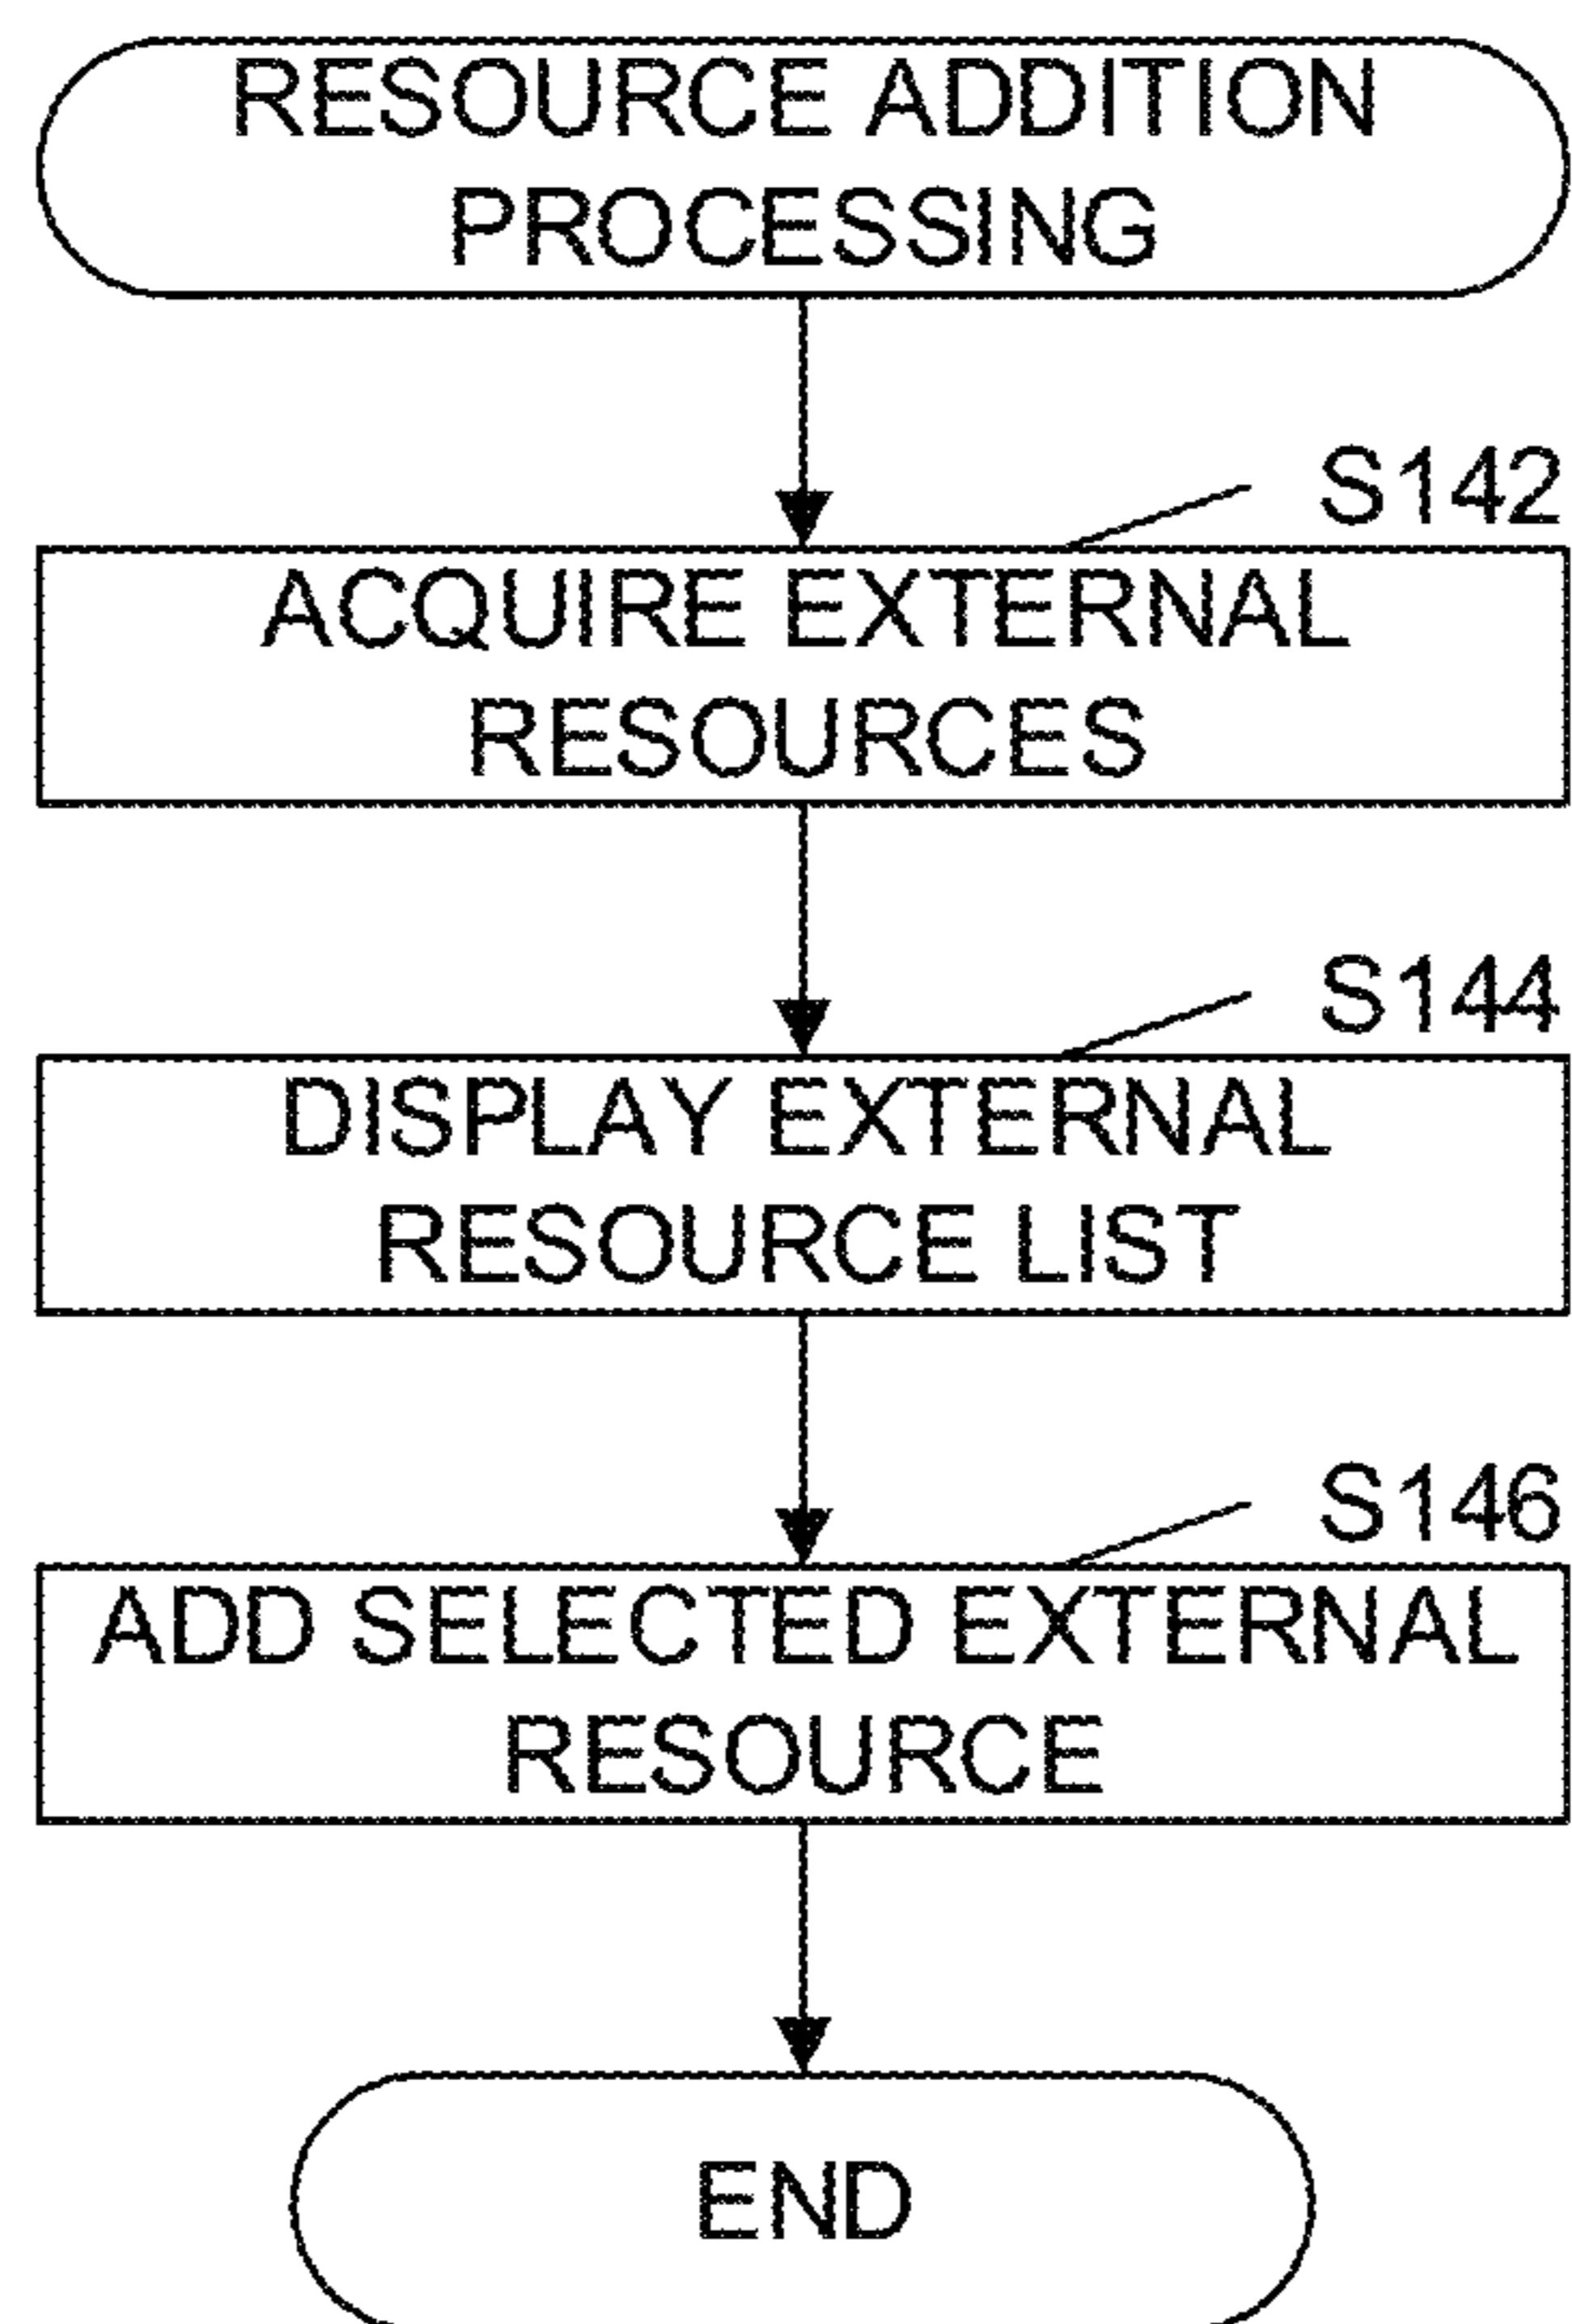 RESOURCE ADDITION
PROCESSING
S142
ACQUIRE EXTERNAL
RESOURCES
S144
DISPLAY EXTERNAL
RESOURCE LIST
S146
ADD SELECTED EXTERNAL
RESOURCE
END